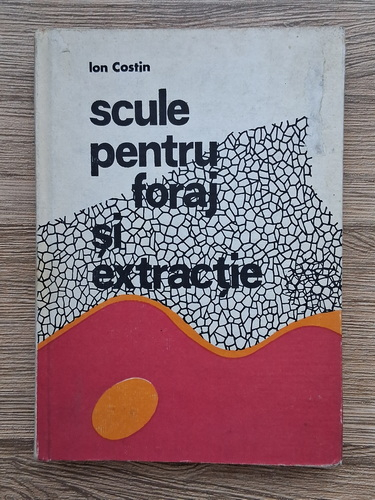 Ion Costin
scule
pentru
foraj
și
extracție